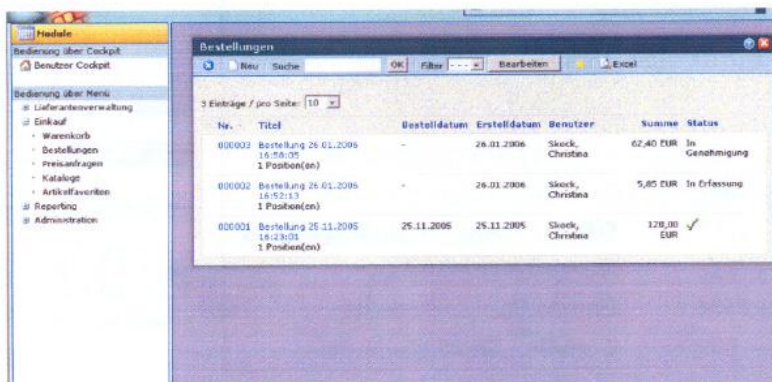 Module
Bedienung über Cockpit
Benutzer Cockpit
Bedienung über Menü
Lieferantenverwaltung
Einkauf
Warenkorb
Bestellungen
Preisanfragen
Kataloge
Artikelfavoriten
Reporting
Administration
Bestellungen
Neu Suche OK Filter - - - Bearbeiten Excel
3 Einträge / pro Seite: 10
Nr. Titel Bestelldatum Erstelldatum Benutzer Summe Status
000003 Bestellung 26.01.2006 - 26.01.2006 Skock, 62,40 EUR In
16:58:05 Christina Genehmigung
1 Position(en)
000002 Bestellung 26.01.2006 - 26.01.2006 Skock, 5,85 EUR In Erfassung
16:52:13 Christina
1 Position(en)
000001 Bestellung 25.11.2005 25.11.2005 25.11.2005 Skock, 128,00
16:23:01 Christina EUR
1 Position(en)